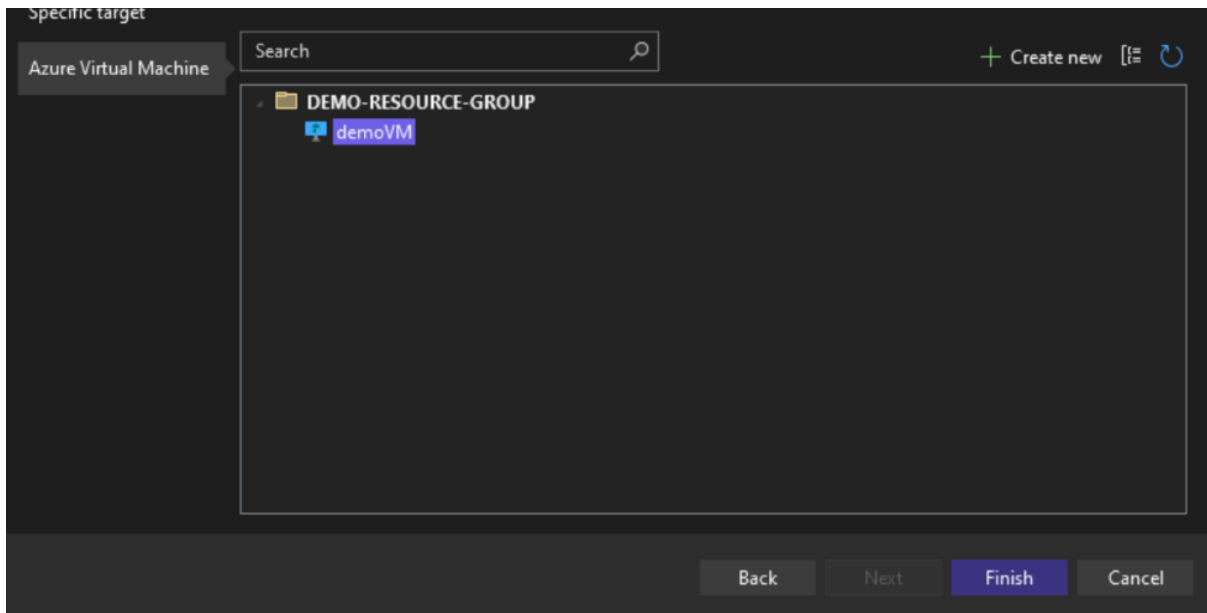 Specific target
Azure Virtual Machine
Search
Create new
DEMO-RESOURCE-GROUP
demoVM
Back
Next
Finish
Cancel